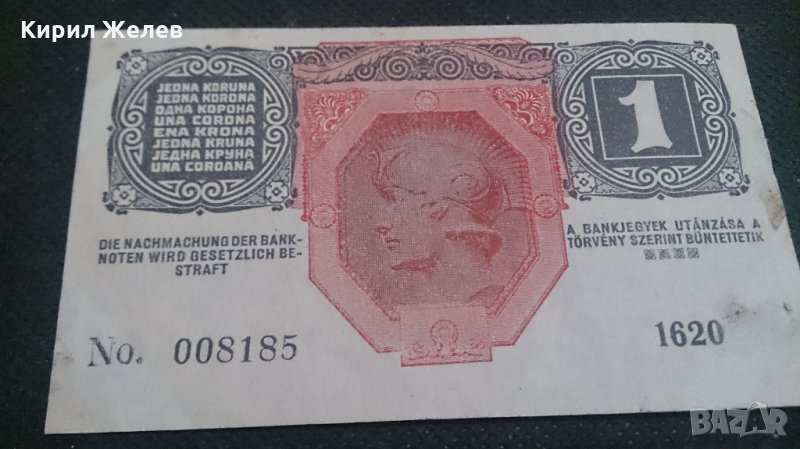 Кирил Желев
JEDNA KORUNA
JEDNA KORONA
ОДНА КОРОНА
UNA CORONA
ENA KRONA
JEDNA KRUNA
ЈЕДНА КРУНА
UNA COROANĂ
1
DIE NACHMACHUNG DER BANK-
NOTEN WIRD GESETZLICH BE-
STRAFT
A BANKJEGYEK UTÁNZÁSA A
TÖRVÉNY SZERINT BÜNTETTETIK
No. 008185
1620
BAZAR